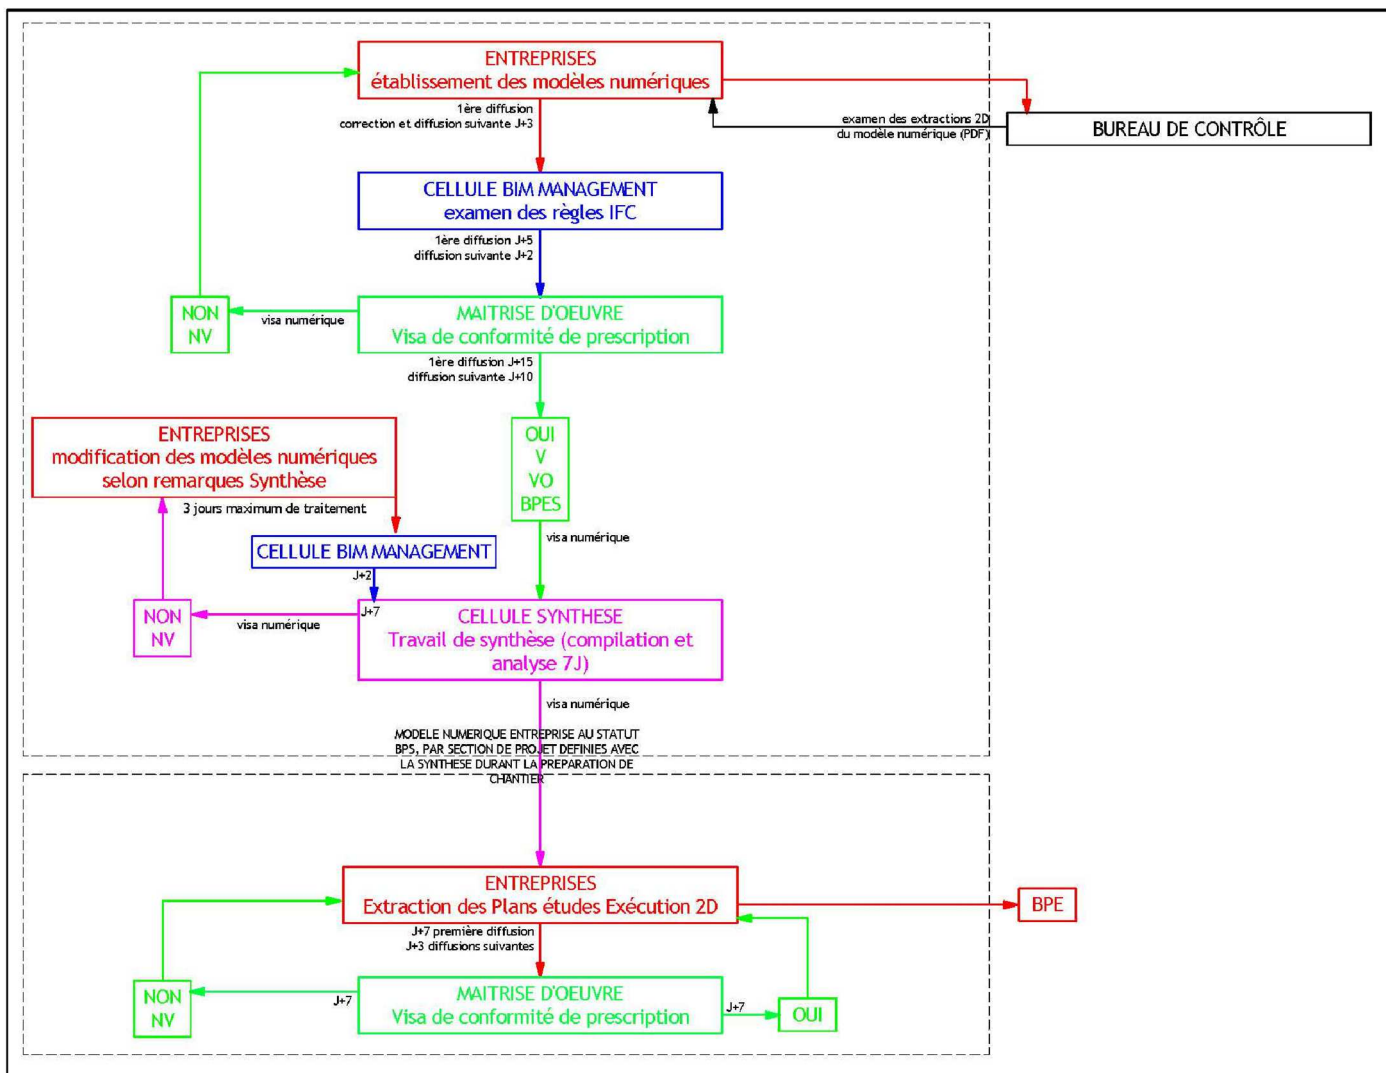 ENTREPRISES
établissement des modèles numériques
1ère diffusion
correction et diffusion suivante J+3
examen des extractions 2D
du modèle numérique (PDF)
BUREAU DE CONTRÔLE
CELLULE BIM MANAGEMENT
examen des règles IFC
1ère diffusion J+5
diffusion suivante J+2
NON
NV
visa numérique
MAITRISE D'OEUVRE
Visa de conformité de prescription
1ère diffusion J+15
diffusion suivante J+10
ENTREPRISES
modification des modèles numériques
selon remarques Synthèse
3 jours maximum de traitement
OUI
V
VO
BPES
visa numérique
CELLULE BIM MANAGEMENT
J+2
NON
NV
visa numérique
J+7
CELLULE SYNTHESE
Travail de synthèse (compilation et
analyse 7J)
visa numérique
MODELE NUMERIQUE ENTREPRISE AU STATUT
BPS, PAR SECTION DE PROJET DEFINIES AVEC
LA SYNTHESE DURANT LA PREPARATION DE
CHANTIER
ENTREPRISES
Extraction des Plans études Exécution 2D
BPE
J+7 première diffusion
J+3 diffusions suivantes
NON
NV
J+7
MAITRISE D'OEUVRE
Visa de conformité de prescription
J+7
OUI